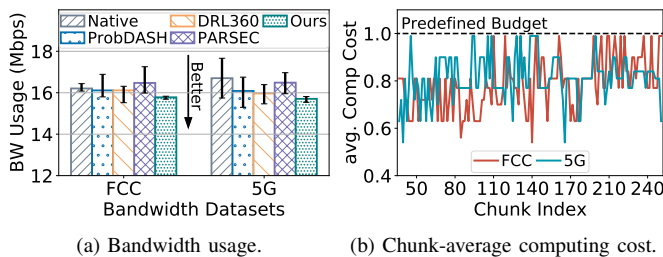 Native
DRL360
Ours
ProbDASH
PARSEC
18
16
14
12
BW Usage (Mbps)
Better
FCC
5G
Bandwidth Datasets
(a) Bandwidth usage.
Predefined Budget
1.0
0.8
0.6
0.4
avg. Comp Cost
FCC
5G
50
80
110
140
170
210
240
Chunk Index
(b) Chunk-average computing cost.